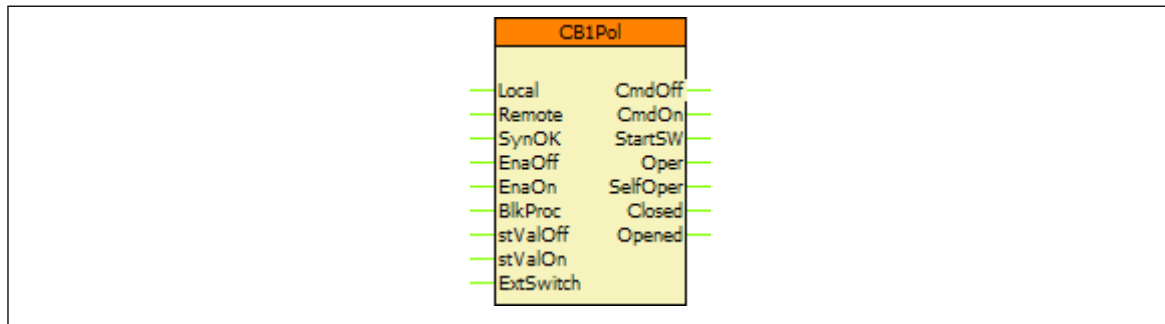 CB1Pol
Local CmdOff
Remote CmdOn
SynOK StartSW
EnaOff Oper
EnaOn SelfOper
BlkProc Closed
stValOff Opened
stValOn
ExtSwitch